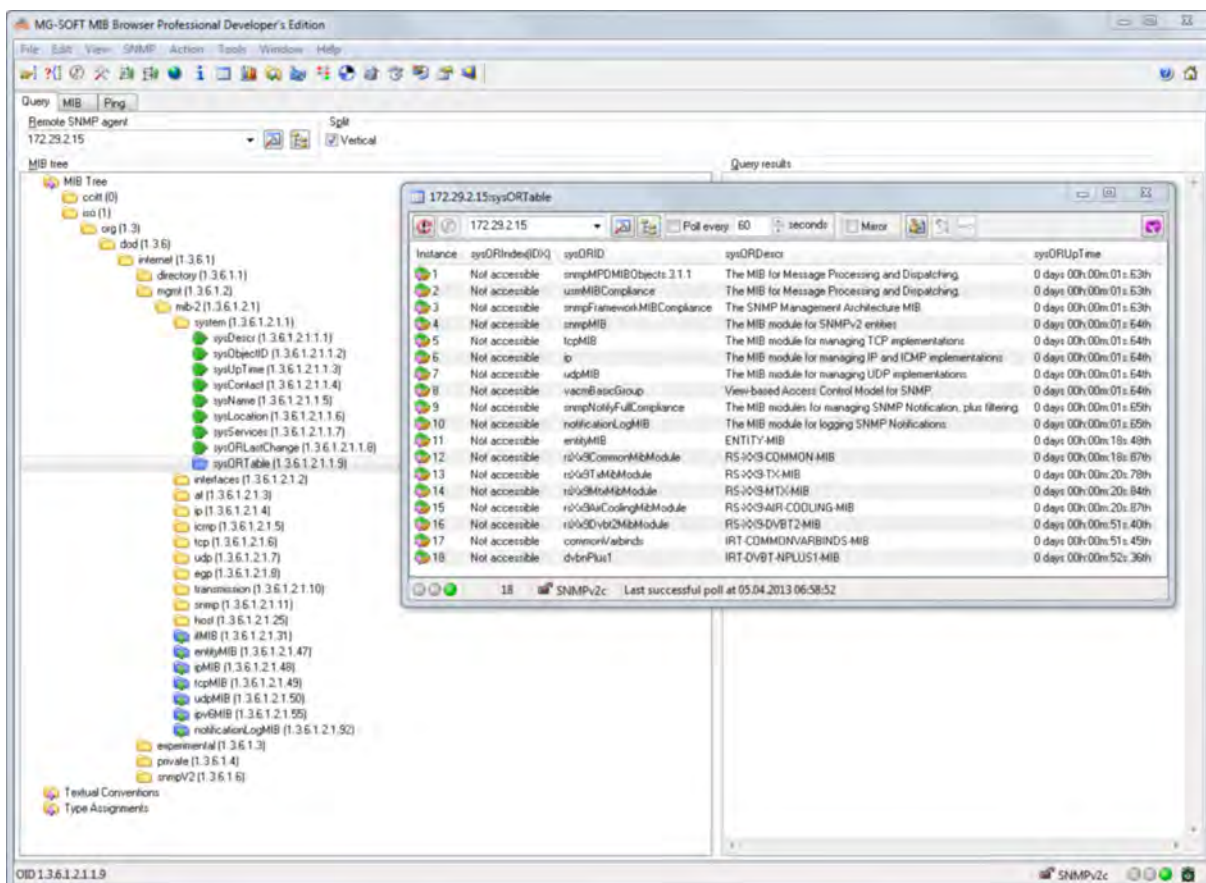 MG-SOFT MIB Browser Professional Developer's Edition
File Edit View SNMP Action Tools Window Help
Query MIB Ping
Remote SNMP agent Split
172.29.2.15 Vertical
MIB tree Query results
MIB Tree
ccitt (0)
iso (1)
org (1.3)
dod (1.3.6)
internet (1.3.6.1)
directory (1.3.6.1.1)
mgmt (1.3.6.1.2)
mib-2 (1.3.6.1.2.1)
system (1.3.6.1.2.1.1)
sysDescr (1.3.6.1.2.1.1.1)
sysObjectID (1.3.6.1.2.1.1.2)
sysUpTime (1.3.6.1.2.1.1.3)
sysContact (1.3.6.1.2.1.1.4)
sysName (1.3.6.1.2.1.1.5)
sysLocation (1.3.6.1.2.1.1.6)
sysServices (1.3.6.1.2.1.1.7)
sysORLastChange (1.3.6.1.2.1.1.8)
sysORTable (1.3.6.1.2.1.1.9)
interfaces (1.3.6.1.2.1.2)
at (1.3.6.1.2.1.3)
ip (1.3.6.1.2.1.4)
icmp (1.3.6.1.2.1.5)
tcp (1.3.6.1.2.1.6)
udp (1.3.6.1.2.1.7)
egp (1.3.6.1.2.1.8)
transmission (1.3.6.1.2.1.10)
snmp (1.3.6.1.2.1.11)
host (1.3.6.1.2.1.25)
ifMIB (1.3.6.1.2.1.31)
entityMIB (1.3.6.1.2.1.47)
ipMIB (1.3.6.1.2.1.48)
tcpMIB (1.3.6.1.2.1.49)
udpMIB (1.3.6.1.2.1.50)
ipv6MIB (1.3.6.1.2.1.55)
notificationLogMIB (1.3.6.1.2.1.92)
experimental (1.3.6.1.3)
private (1.3.6.1.4)
snmpV2 (1.3.6.1.6)
Textual Conventions
Type Assignments
172.29.2.15:sysORTable
172.29.2.15 Poll every 60 seconds Mirror
Instance sysORIndex(IDX) sysORID sysORDescr sysORUpTime
1 Not accessible snmpMPDMIBObjects.3.1.1 The MIB for Message Processing and Dispatching. 0 days 00h:00m:01s.63th
2 Not accessible usmMIBCompliance The MIB for Message Processing and Dispatching. 0 days 00h:00m:01s.63th
3 Not accessible snmpFrameworkMIBCompliance The SNMP Management Architecture MIB. 0 days 00h:00m:01s.63th
4 Not accessible snmpMIB The MIB module for SNMPv2 entities 0 days 00h:00m:01s.64th
5 Not accessible tcpMIB The MIB module for managing TCP implementations 0 days 00h:00m:01s.64th
6 Not accessible ip The MIB module for managing IP and ICMP implementations 0 days 00h:00m:01s.64th
7 Not accessible udpMIB The MIB module for managing UDP implementations 0 days 00h:00m:01s.64th
8 Not accessible vacmBasicGroup View-based Access Control Model for SNMP. 0 days 00h:00m:01s.64th
9 Not accessible snmpNotifyFullCompliance The MIB modules for managing SNMP Notification, plus filtering. 0 days 00h:00m:01s.65th
10 Not accessible notificationLogMIB The MIB module for logging SNMP Notifications. 0 days 00h:00m:01s.65th
11 Not accessible entityMIB ENTITY-MIB 0 days 00h:00m:18s.48th
12 Not accessible rsXx9CommonMibModule RS-XX9-COMMON-MIB 0 days 00h:00m:18s.87th
13 Not accessible rsXx9TxMibModule RS-XX9-TX-MIB 0 days 00h:00m:20s.78th
14 Not accessible rsXx9MtxMibModule RS-XX9-MTX-MIB 0 days 00h:00m:20s.84th
15 Not accessible rsXx9AirCoolingMibModule RS-XX9-AIR-COOLING-MIB 0 days 00h:00m:20s.87th
16 Not accessible rsXx9Dvbt2MibModule RS-XX9-DVBT2-MIB 0 days 00h:00m:51s.40th
17 Not accessible commonVarbinds IRT-COMMONVARBINDS-MIB 0 days 00h:00m:51s.45th
18 Not accessible dvbnPlus1 IRT-DVBT-NPLUS1-MIB 0 days 00h:00m:52s.36th
18 SNMPv2c Last successful poll at 05.04.2013 06:58:52
OID 1.3.6.1.2.1.1.9 SNMPv2c